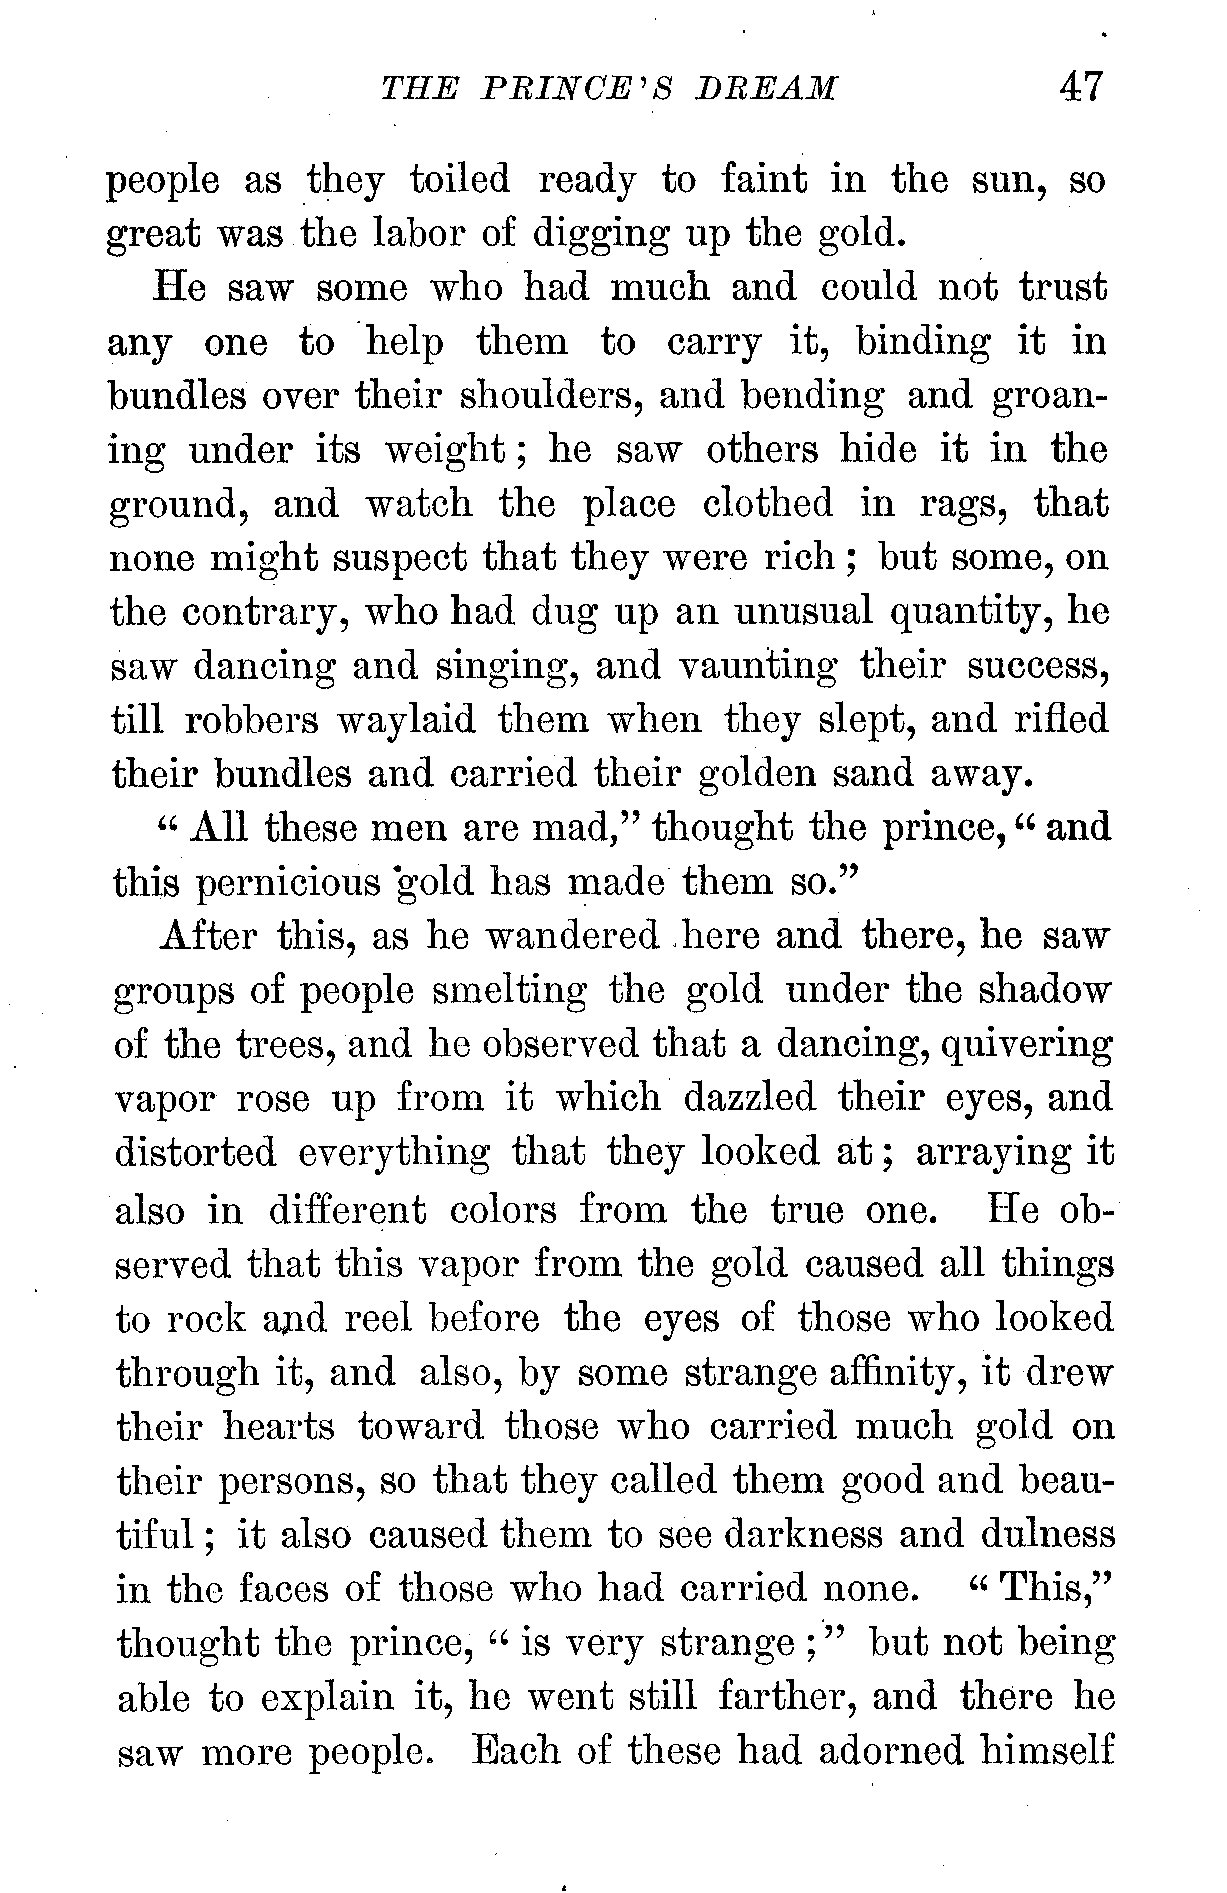 THE PRINCE'S DREAM 47
people as they toiled ready to faint in the sun, so
great was the labor of digging up the gold.
He saw some who had much and could not trust
any one to help them to carry it, binding it in
bundles over their shoulders, and bending and groan-
ing under its weight ; he saw others hide it in the
ground, and watch the place clothed in rags, that
none might suspect that they were rich ; but some, on
the contrary, who had dug up an unusual quantity, he
saw dancing and singing, and vaunting their success,
till robbers waylaid them when they slept, and rifled
their bundles and carried their golden sand away.
“ All these men are mad,” thought the prince, “ and
this pernicious gold has made them so.”
After this, as he wandered here and there, he saw
groups of people smelting the gold under the shadow
of the trees, and he observed that a dancing, quivering
vapor rose up from it which dazzled their eyes, and
distorted everything that they looked at ; arraying it
also in different colors from the true one. He ob-
served that this vapor from the gold caused all things
to rock and reel before the eyes of those who looked
through it, and also, by some strange affinity, it drew
their hearts toward those who carried much gold on
their persons, so that they called them good and beau-
tiful ; it also caused them to see darkness and dulness
in the faces of those who had carried none. “ This,”
thought the prince, “ is very strange ; ” but not being
able to explain it, he went still farther, and there he
saw more people. Each of these had adorned himself